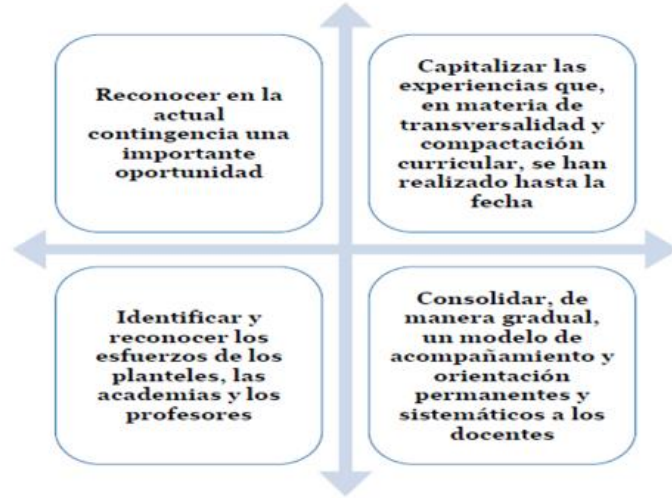 Reconocer en la
actual
contingencia una
importante
oportunidad
Capitalizar las
experiencias que,
en materia de
transversalidad y
compactación
curricular, se han
realizado hasta la
fecha
Identificar y
reconocer los
esfuerzos de los
planteles, las
academias y los
profesores
Consolidar, de
manera gradual,
un modelo de
acompañamiento y
orientación
permanentes y
sistemáticos a los
docentes